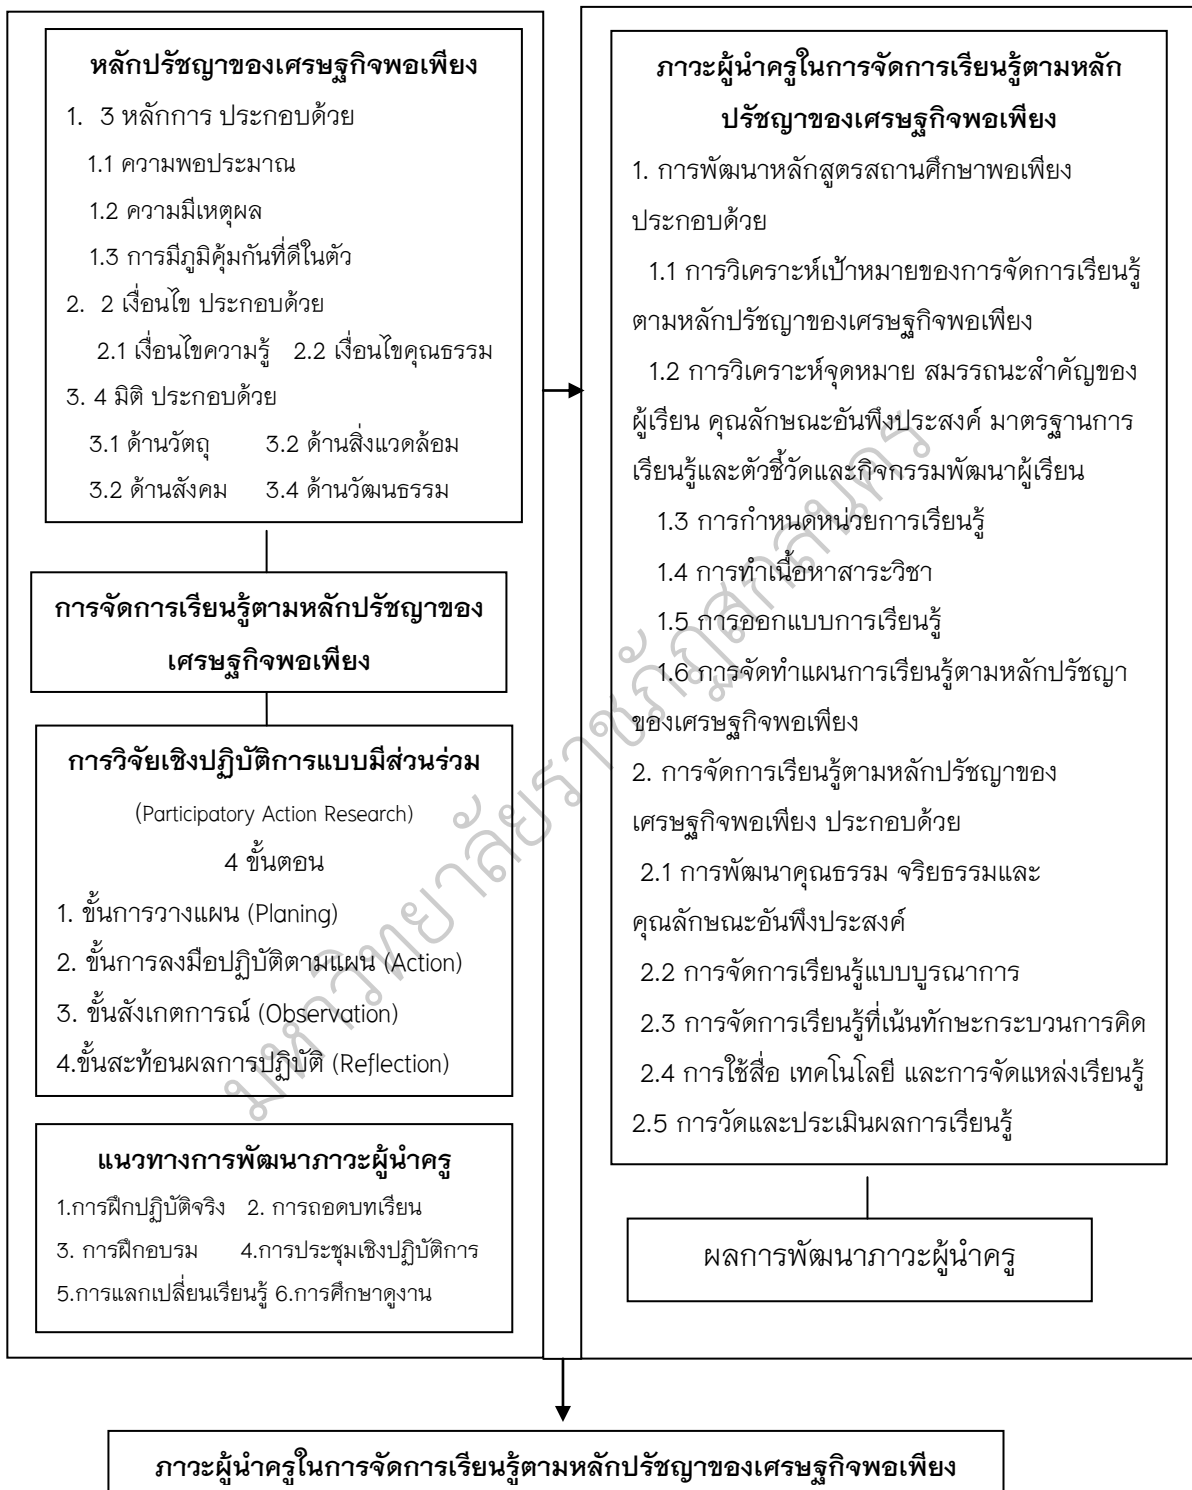 หลักปรัชญาของเศรษฐกิจพอเพียง
1. 3 หลักการ ประกอบด้วย
1.1 ความพอประมาณ
1.2 ความมีเหตุผล
1.3 การมีภูมิคุ้มกันที่ดีในตัว
2. 2 เงื่อนไข ประกอบด้วย
2.1 เงื่อนไขความรู้ 2.2 เงื่อนไขคุณธรรม
3. 4 มิติ ประกอบด้วย
3.1 ด้านวัตถุ 3.2 ด้านสิ่งแวดล้อม
3.2 ด้านสังคม 3.4 ด้านวัฒนธรรม
การจัดการเรียนรู้ตามหลักปรัชญาของ
เศรษฐกิจพอเพียง
การวิจัยเชิงปฏิบัติการแบบมีส่วนร่วม
(Participatory Action Research)
4 ขั้นตอน
1. ขั้นการวางแผน (Planing)
2. ขั้นการลงมือปฏิบัติตามแผน (Action)
3. ขั้นสังเกตการณ์ (Observation)
4.ขั้นสะท้อนผลการปฏิบัติ (Reflection)
แนวทางการพัฒนาภาวะผู้นำครู
1.การฝึกปฏิบัติจริง 2. การถอดบทเรียน
3. การฝึกอบรม 4.การประชุมเชิงปฏิบัติการ
5.การแลกเปลี่ยนเรียนรู้ 6.การศึกษาดูงาน
ภาวะผู้นำครูในการจัดการเรียนรู้ตามหลัก
ปรัชญาของเศรษฐกิจพอเพียง
1. การพัฒนาหลักสูตรสถานศึกษาพอเพียง
ประกอบด้วย
1.1 การวิเคราะห์เป้าหมายของการจัดการเรียนรู้
ตามหลักปรัชญาของเศรษฐกิจพอเพียง
1.2 การวิเคราะห์จุดหมาย สมรรถนะสำคัญของ
ผู้เรียน คุณลักษณะอันพึงประสงค์ มาตรฐานการ
เรียนรู้และตัวชี้วัดและกิจกรรมพัฒนาผู้เรียน
1.3 การกำหนดหน่วยการเรียนรู้
1.4 การทำเนื้อหาสาระวิชา
1.5 การออกแบบการเรียนรู้
1.6 การจัดทำแผนการเรียนรู้ตามหลักปรัชญา
ของเศรษฐกิจพอเพียง
2. การจัดการเรียนรู้ตามหลักปรัชญาของ
เศรษฐกิจพอเพียง ประกอบด้วย
2.1 การพัฒนาคุณธรรม จริยธรรมและ
คุณลักษณะอันพึงประสงค์
2.2 การจัดการเรียนรู้แบบบูรณาการ
2.3 การจัดการเรียนรู้ที่เน้นทักษะกระบวนการคิด
2.4 การใช้สื่อ เทคโนโลยี และการจัดแหล่งเรียนรู้
2.5 การวัดและประเมินผลการเรียนรู้
ผลการพัฒนาภาวะผู้นำครู
ภาวะผู้นำครูในการจัดการเรียนรู้ตามหลักปรัชญาของเศรษฐกิจพอเพียง
มหาวิทยาลัยราชภัฏสกลนคร